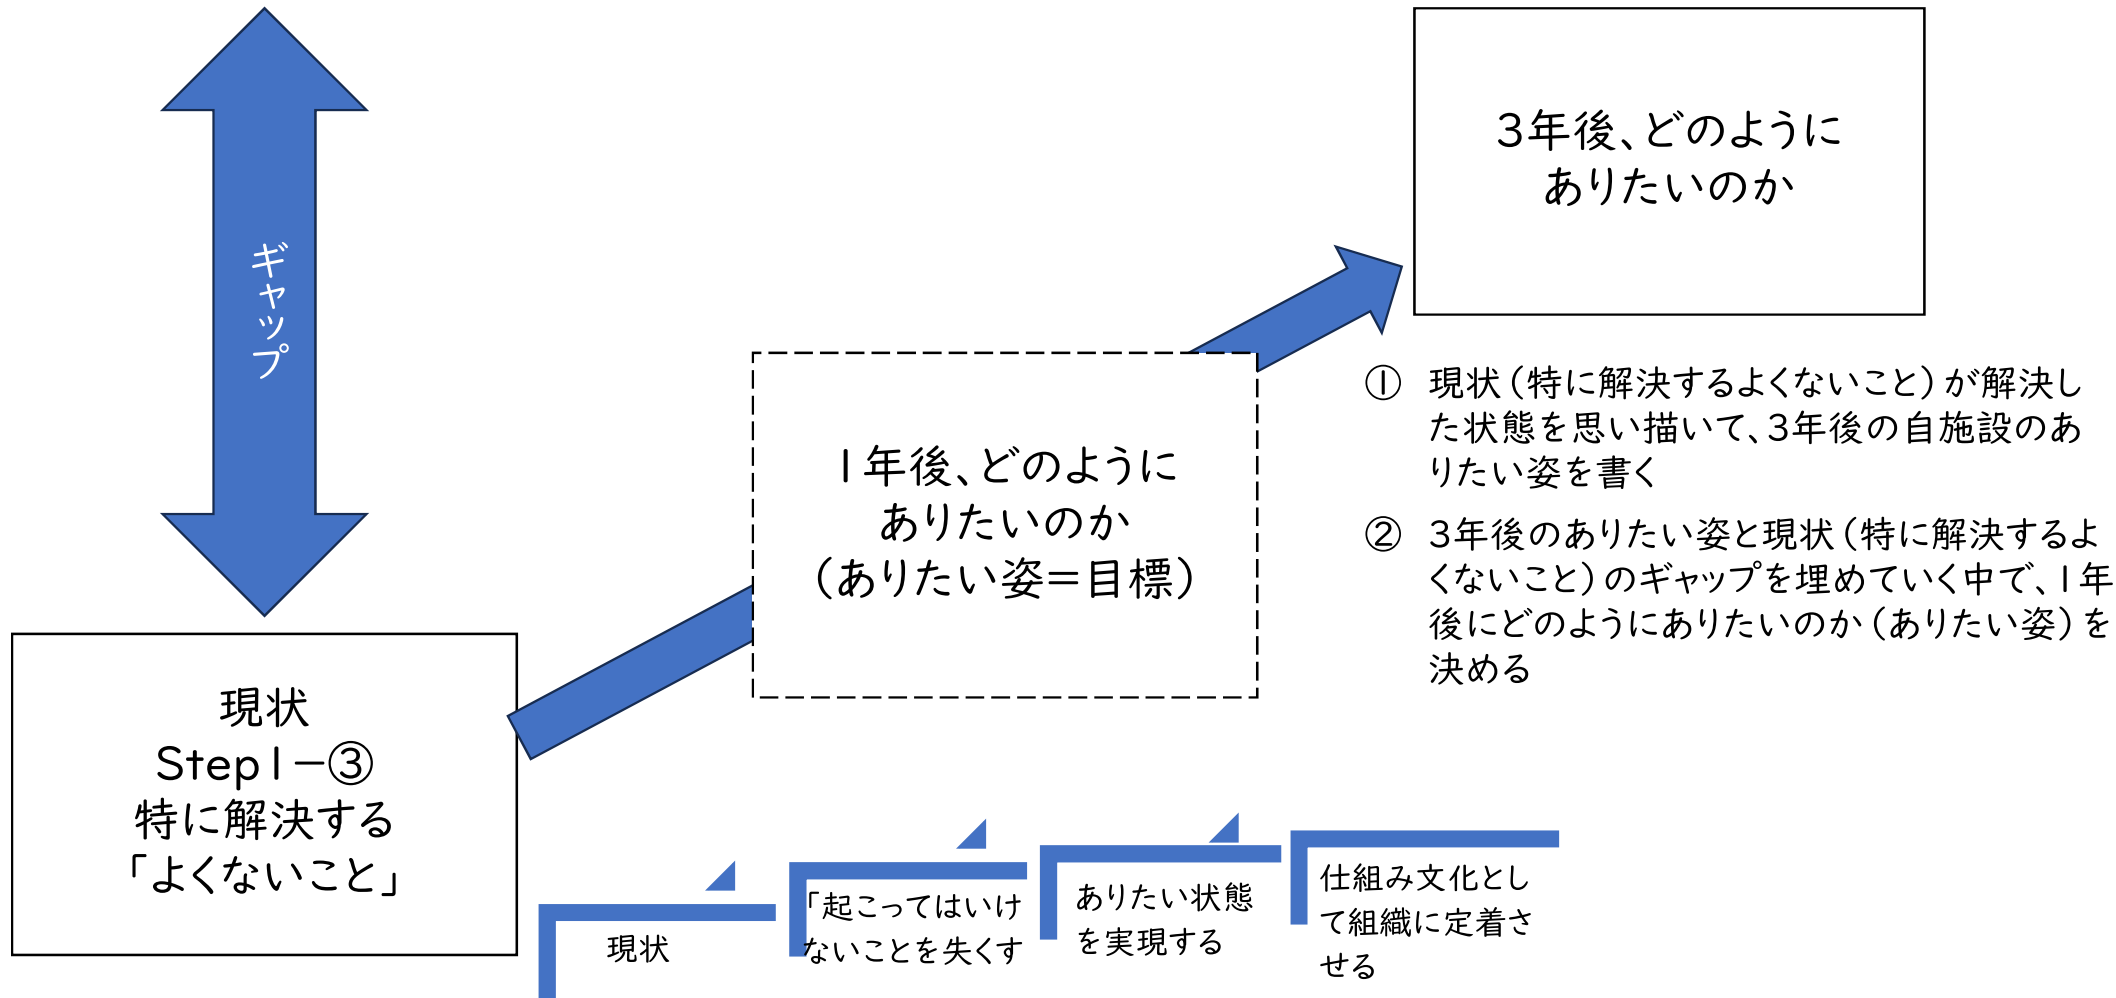 ギャップ
3年後、どのように
ありたいのか
1年後、どのように
ありたいのか
(ありたい姿=目標)
① 現状(特に解決するよくないこと)が解決し
た状態を思い描いて、3年後の自施設のあ
りたい姿を書く
② 3年後のありたい姿と現状(特に解決するよ
くないこと)のギャップを埋めていく中で、1年
後にどのようにありたいのか(ありたい姿)を
決める
現状
Step1-③
特に解決する
「よくないこと」
現状
「起こってはいけ
ないことを失くす
ありたい状態
を実現する
仕組み文化とし
て組織に定着さ
せる